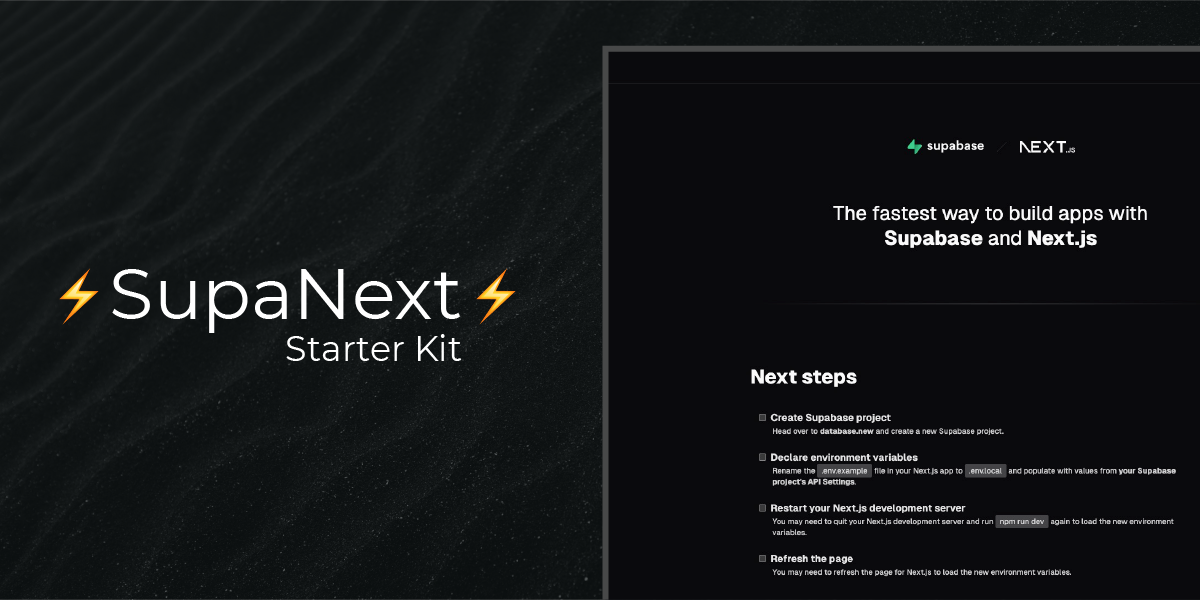 ⚡SupaNext⚡
Starter Kit
supabase
NEXT.JS
The fastest way to build apps with
Supabase and Next.js
Next steps
Create Supabase project
Head over to database.new and create a new Supabase project.
Declare environment variables
Rename the .env.example file in your Next.js app to .env.local and populate with values from your Supabase
project's API Settings.
Restart your Next.js development server
You may need to quit your Next.js development server and run npm run dev again to load the new environment
variables.
Refresh the page
You may need to refresh the page for Next.js to load the new environment variables.